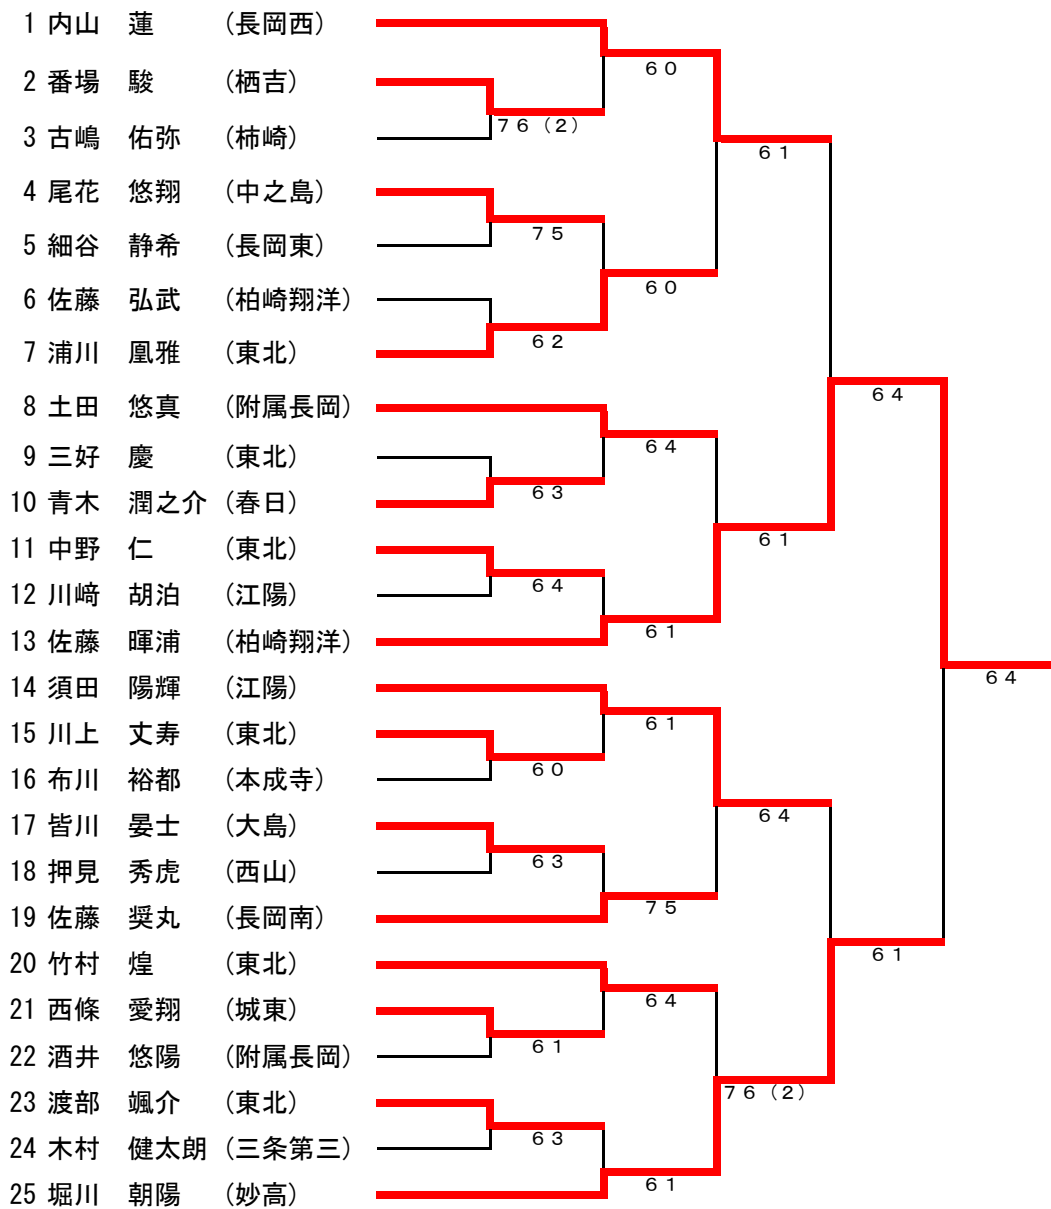 1 内山 蓮 (長岡西)
60
2 番場 駿 (栖吉)
76(2)
3 古嶋 佑弥 (柿崎)
61
4 尾花 悠翔 (中之島)
75
5 細谷 静希 (長岡東)
60
6 佐藤 弘武 (柏崎翔洋)
62
7 浦川 凰雅 (東北)
64
8 土田 悠真 (附属長岡)
64
9 三好 慶 (東北)
63
10 青木 潤之介 (春日)
61
11 中野 仁 (東北)
64
12 川﨑 胡泊 (江陽)
61
13 佐藤 暉浦 (柏崎翔洋)
64
14 須田 陽輝 (江陽)
61
15 川上 丈寿 (東北)
60
16 布川 裕都 (本成寺)
64
17 皆川 晏士 (大島)
63
18 押見 秀虎 (西山)
75
19 佐藤 奨丸 (長岡南)
61
20 竹村 煌 (東北)
64
21 西條 愛翔 (城東)
61
22 酒井 悠陽 (附属長岡)
76(2)
23 渡部 颯介 (東北)
63
24 木村 健太朗 (三条第三)
61
25 堀川 朝陽 (妙高)